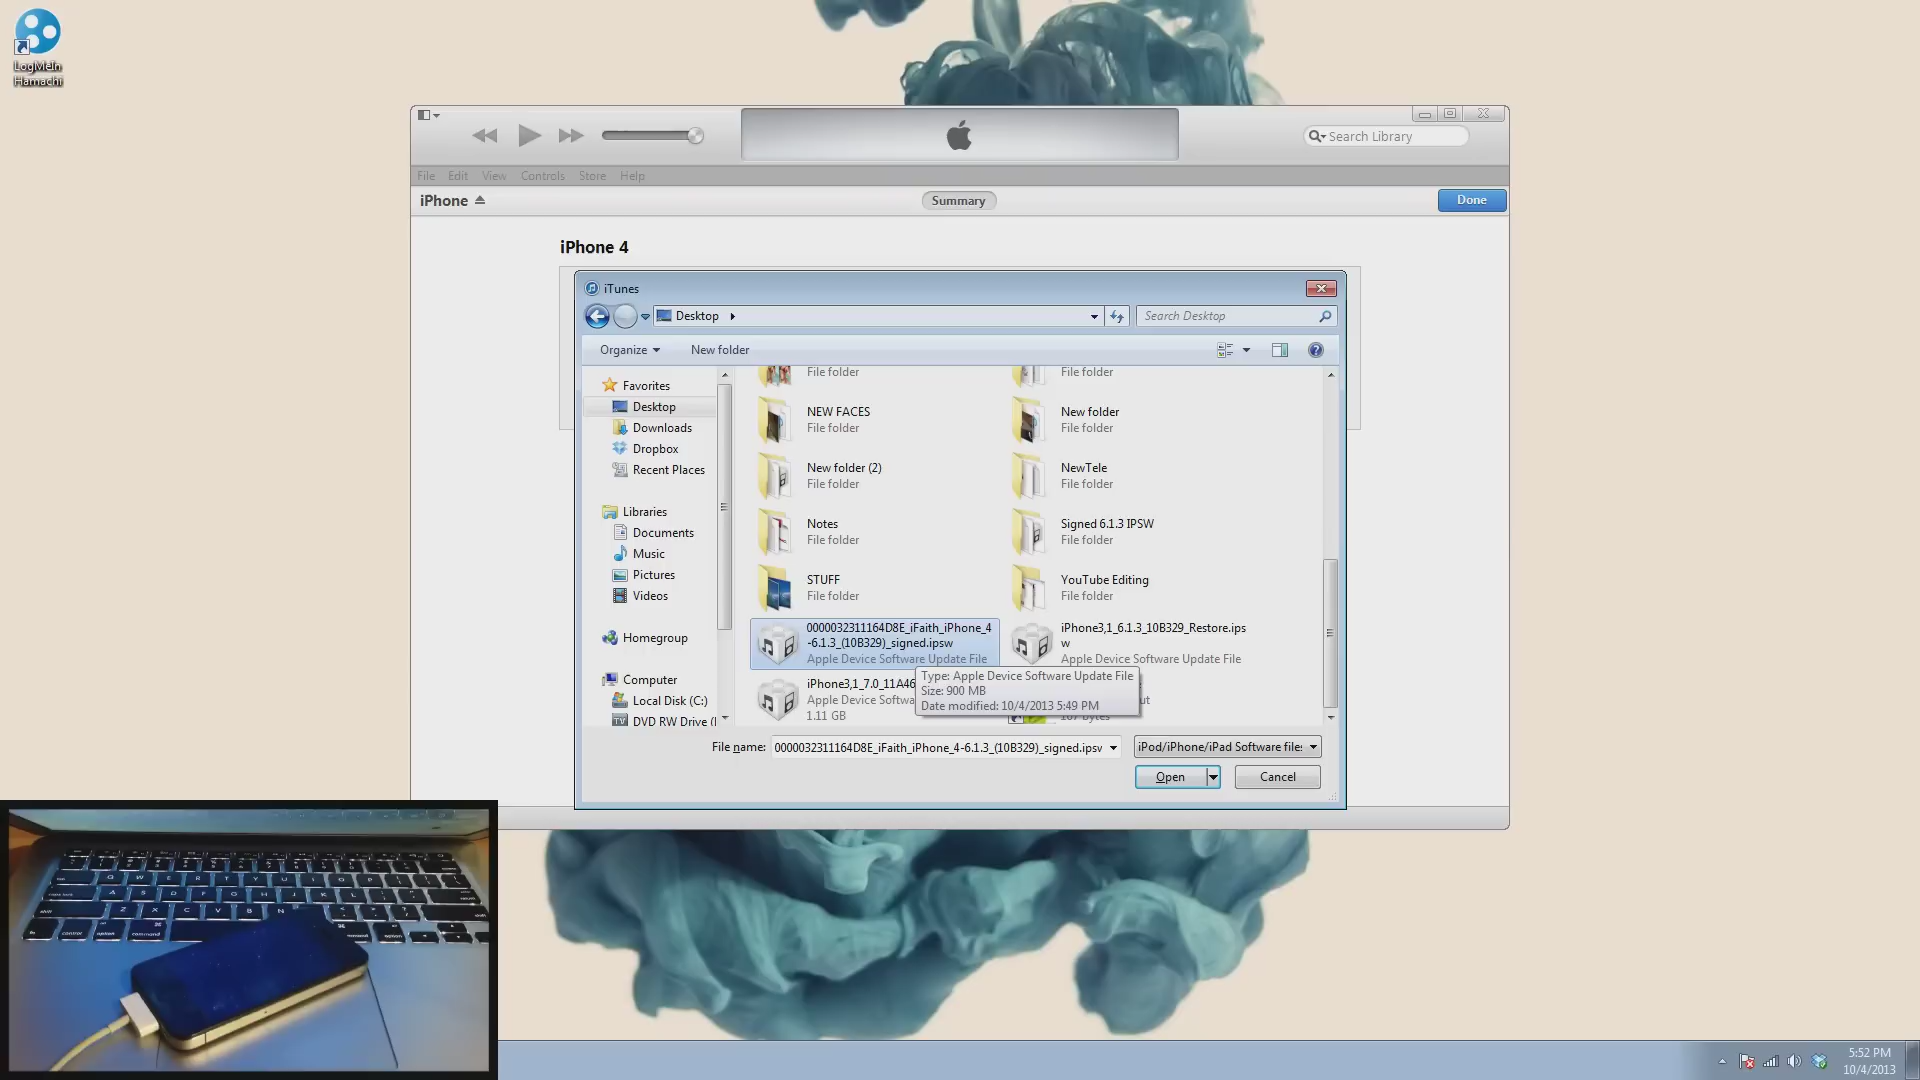 LogMeIn
Hamachi
Search Library
File Edit View Controls Store Help
iPhone
Summary
Done
iPhone 4
iTunes
Desktop
Search Desktop
Organize
New folder
Favorites
Desktop
Downloads
Dropbox
Recent Places
Libraries
Documents
Music
Pictures
Videos
Homegroup
Computer
Local Disk (C:)
DVD RW Drive (
File folder
File folder
NEW FACES
File folder
New folder
File folder
New folder (2)
File folder
NewTele
File folder
Notes
File folder
Signed 6.1.3 IPSW
File folder
STUFF
File folder
YouTube Editing
File folder
0000032311164D8E_iFaith_iPhone_4
-6.1.3_(10B329)_signed.ipsw
Apple Device Software Update File
iPhone3,1_6.1.3_10B329_Restore.ips
w
Apple Device Software Update File
iPhone3,1_7.0_11A46
Apple Device Softwa
1.11 GB
Type: Apple Device Software Update File
Size: 900 MB
Date modified: 10/4/2013 5:49 PM
File name:
0000032311164D8E_iFaith_iPhone_4-6.1.3_(10B329)_signed.ipsv
iPod/iPhone/iPad Software file
Open
Cancel
5:52 PM
10/4/2013